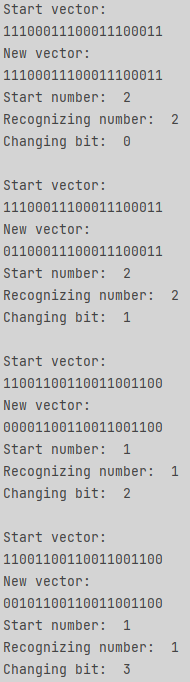 Start vector:
11100011100011100011
New vector:
11100011100011100011
Start number:  2
Recognizing number:  2
Changing bit:  0
Start vector:
11100011100011100011
New vector:
01100011100011100011
Start number:  2
Recognizing number:  2
Changing bit:  1
Start vector:
11001100110011001100
New vector:
00001100110011001100
Start number:  1
Recognizing number:  1
Changing bit:  2
Start vector:
11001100110011001100
New vector:
00101100110011001100
Start number:  1
Recognizing number:  1
Changing bit:  3